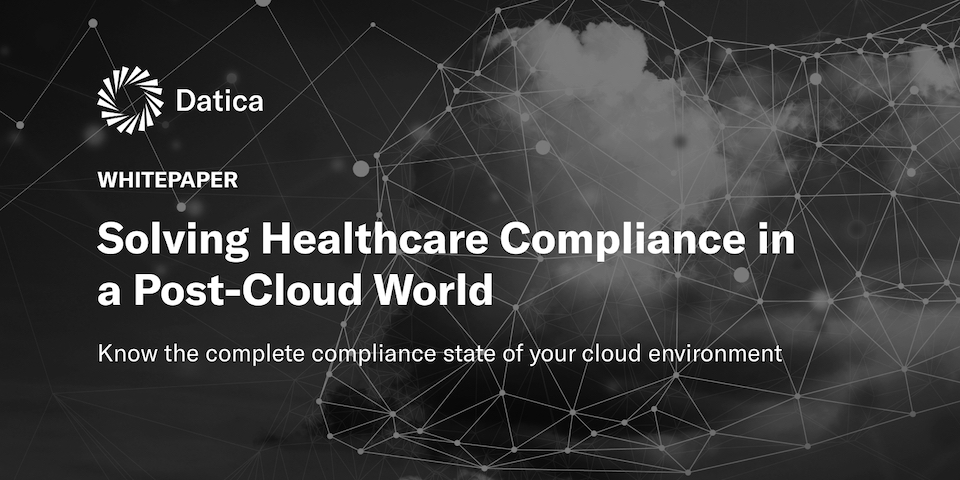 Datica
WHITEPAPER
Solving Healthcare Compliance in
a Post-Cloud World
Know the complete compliance state of your cloud environment